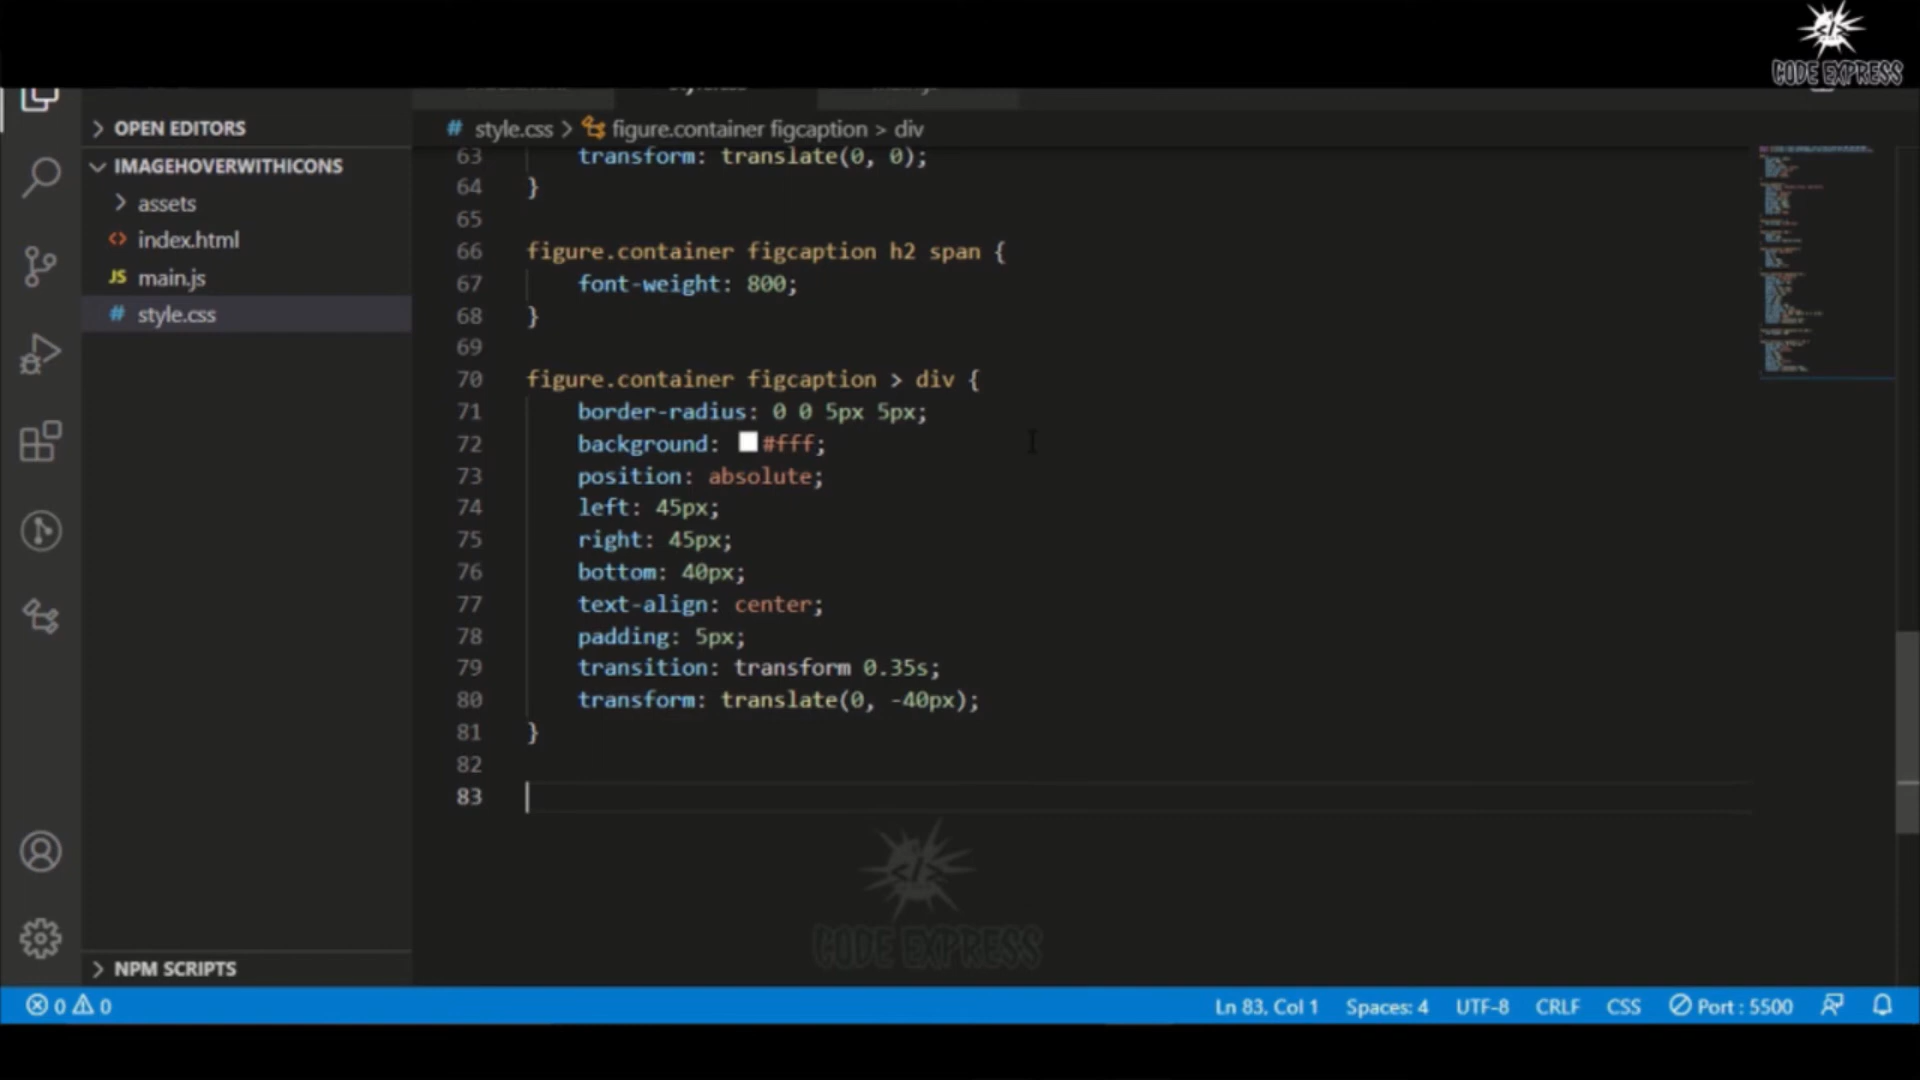 CODE EXPRESS
OPEN EDITORS
IMAGEHOVERWITHICONS
assets
index.html
JS main.js
# style.css
NPM SCRIPTS
# style.css > figure.container figcaption > div
63 transform: translate(0, 0);
64 }
65
66 figure.container figcaption h2 span {
67 font-weight: 800;
68 }
69
70 figure.container figcaption > div {
71 border-radius: 0 0 5px 5px;
72 background: #fff;
73 position: absolute;
74 left: 45px;
75 right: 45px;
76 bottom: 40px;
77 text-align: center;
78 padding: 5px;
79 transition: transform 0.35s;
80 transform: translate(0, -40px);
81 }
82
83
CODE EXPRESS
0 0 Ln 83, Col 1 Spaces: 4 UTF-8 CRLF CSS Port : 5500